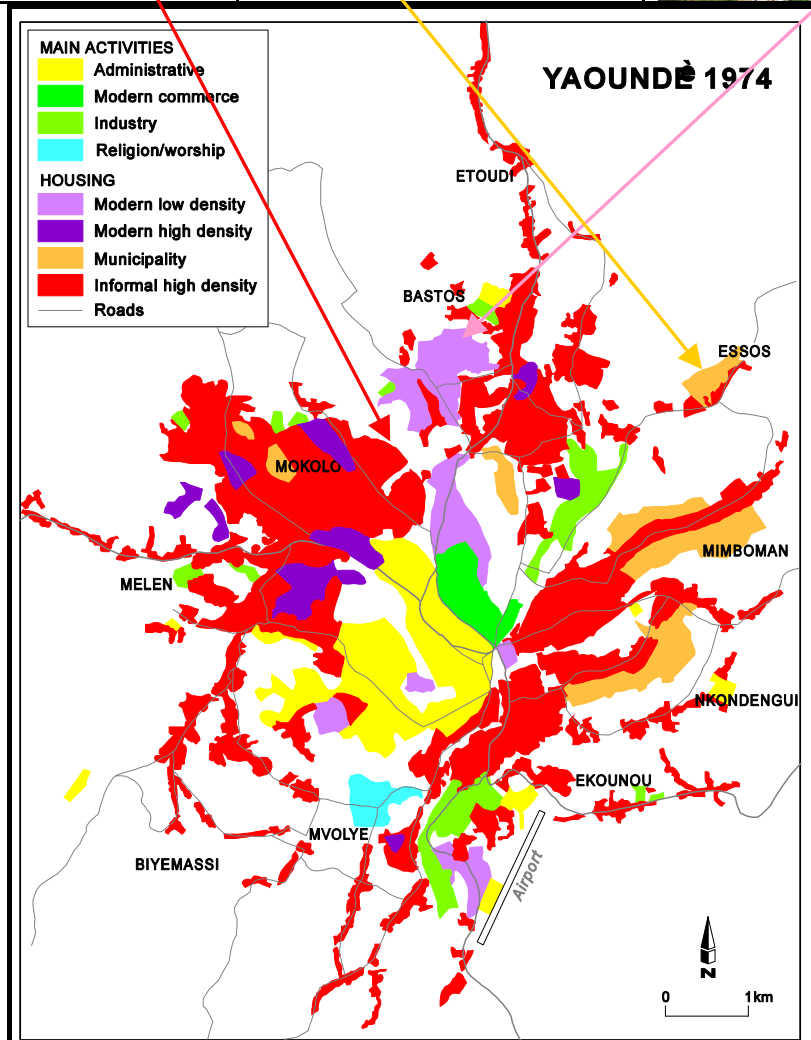 MAIN ACTIVITIES
Administrative
Modern commerce
Industry
Religion/worship
HOUSING
Modern low density
Modern high density
Municipality
Informal high density
Roads
YAOUNDÈ 1974
ETOUDI
BASTOS
ESSOS
MOKOLO
MIMBOMAN
MELEN
NKONDENGUI
EKOUNOU
MVOLYE
BIYEMASSI
Airport
N
0 1km